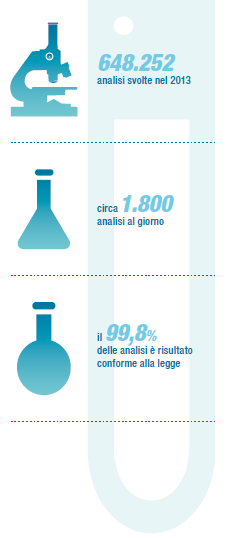 648.252
analisi svolte nel 2013
circa 1.800
analisi al giorno
il 99,8%
delle analisi è risultato
conforme alla legge